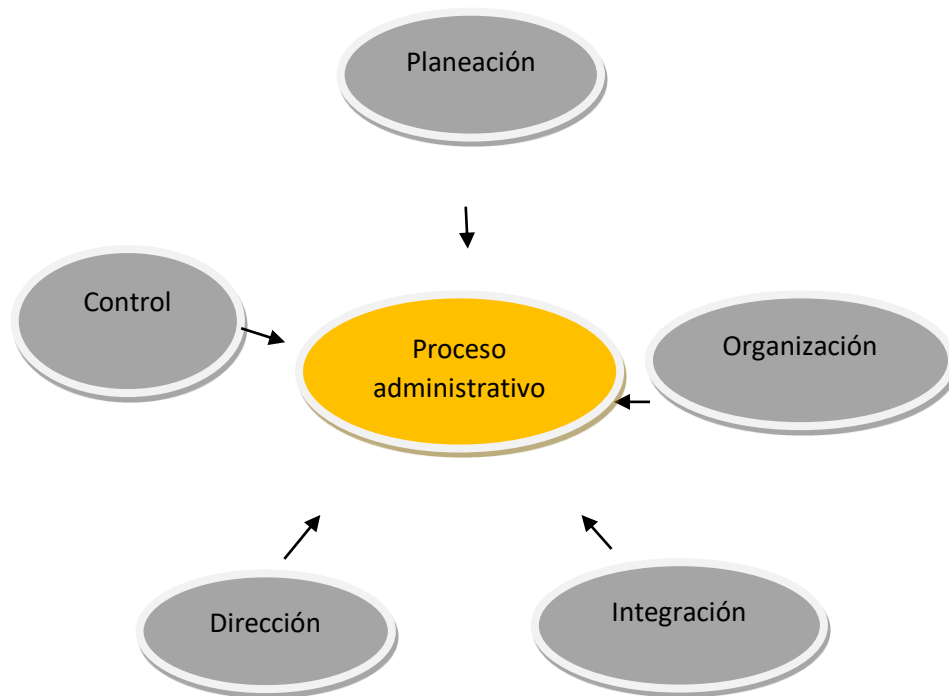 Planeación
Control
Proceso
administrativo
Organización
Dirección
Integración